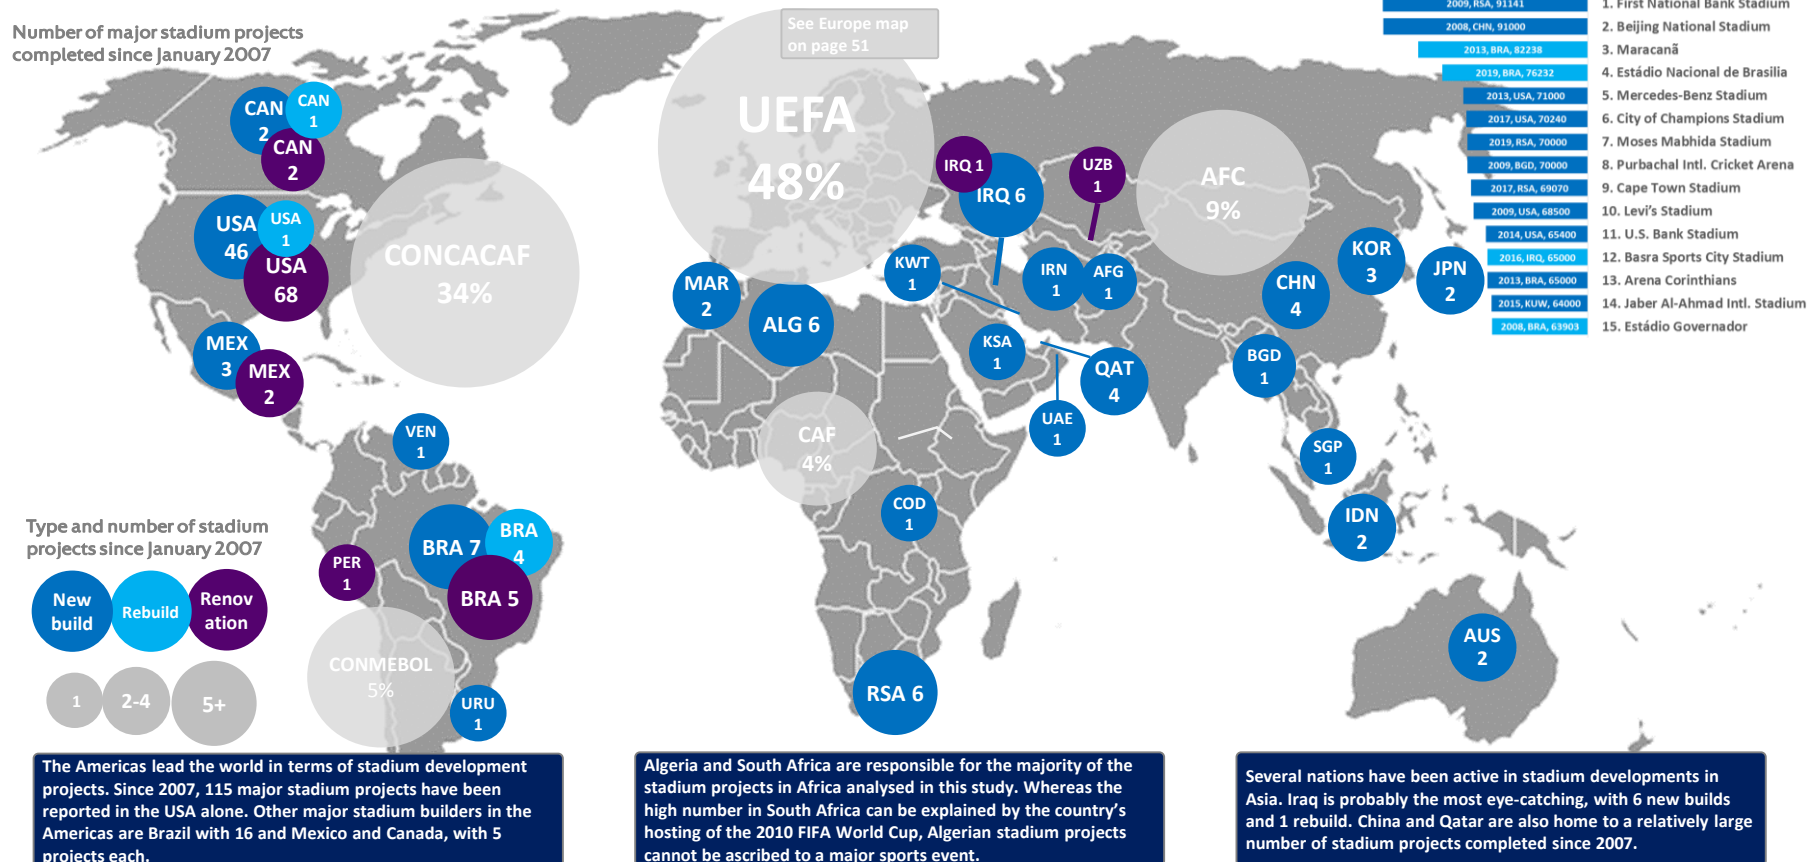 Number of major stadium projects
completed since January 2007
See Europe map
on page 51
2009, RSA, 91141
1. First National Bank Stadium
2008, CHN, 91000
2. Beijing National Stadium
2013, BRA, 82238
3. Maracanã
2019, BRA, 76232
4. Estádio Nacional de Brasilia
2013, USA, 71000
5. Mercedes-Benz Stadium
2017, USA, 70240
6. City of Champions Stadium
2019, RSA, 70000
7. Moses Mabhida Stadium
2009, BGD, 70000
8. Purbachal Intl. Cricket Arena
2017, RSA, 69070
9. Cape Town Stadium
2009, USA, 68500
10. Levi's Stadium
2014, USA, 65400
11. U.S. Bank Stadium
2016, IRQ, 65000
12. Basra Sports City Stadium
2013, BRA, 65000
13. Arena Corinthians
2015, KUW, 64000
14. Jaber Al-Ahmad Intl. Stadium
2008, BRA, 63903
15. Estádio Governador
CAN
2
CAN
1
CAN
2
USA
46
USA
1
USA
68
MEX
3
MEX
2
CONCACAF
34%
UEFA
48%
AFC
9%
CAF
4%
CONMEBOL
5%
VEN
1
BRA 7
BRA
4
BRA 5
PER
1
URU
1
MAR
2
ALG 6
COD
1
RSA 6
IRQ 1
IRQ 6
UZB
1
KWT
1
IRN
1
AFG
1
KSA
1
QAT
4
UAE
1
CHN
4
KOR
3
JPN
2
BGD
1
SGP
1
IDN
2
AUS
2
Type and number of stadium
projects since January 2007
New
build
Rebuild
Renov
ation
1
2-4
5+
The Americas lead the world in terms of stadium development
projects. Since 2007, 115 major stadium projects have been
reported in the USA alone. Other major stadium builders in the
Americas are Brazil with 16 and Mexico and Canada, with 5
projects each.
Algeria and South Africa are responsible for the majority of the
stadium projects in Africa analysed in this study. Whereas the
high number in South Africa can be explained by the country's
hosting of the 2010 FIFA World Cup, Algerian stadium projects
cannot be ascribed to a major sports event.
Several nations have been active in stadium developments in
Asia. Iraq is probably the most eye-catching, with 6 new builds
and 1 rebuild. China and Qatar are also home to a relatively large
number of stadium projects completed since 2007.